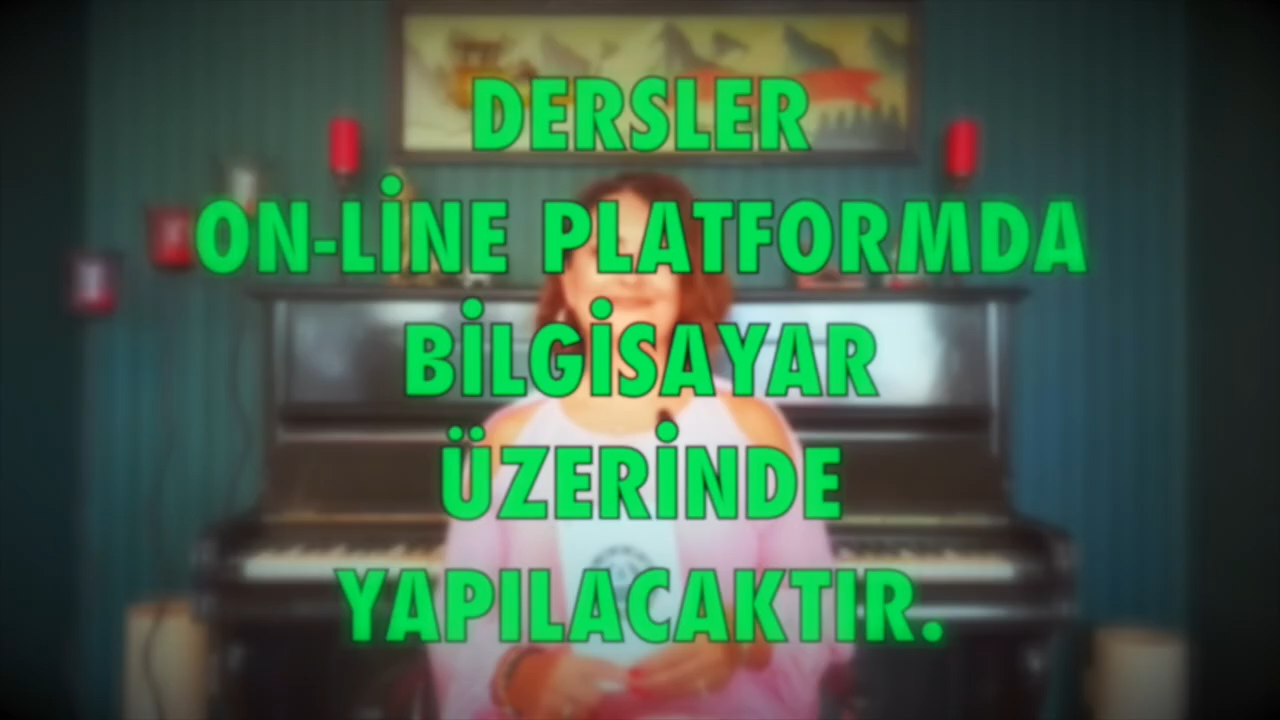 DERSLER
ON-LİNE PLATFORMDA
BİLGİSAYAR
ÜZERİNDE
YAPILACAKTIR.